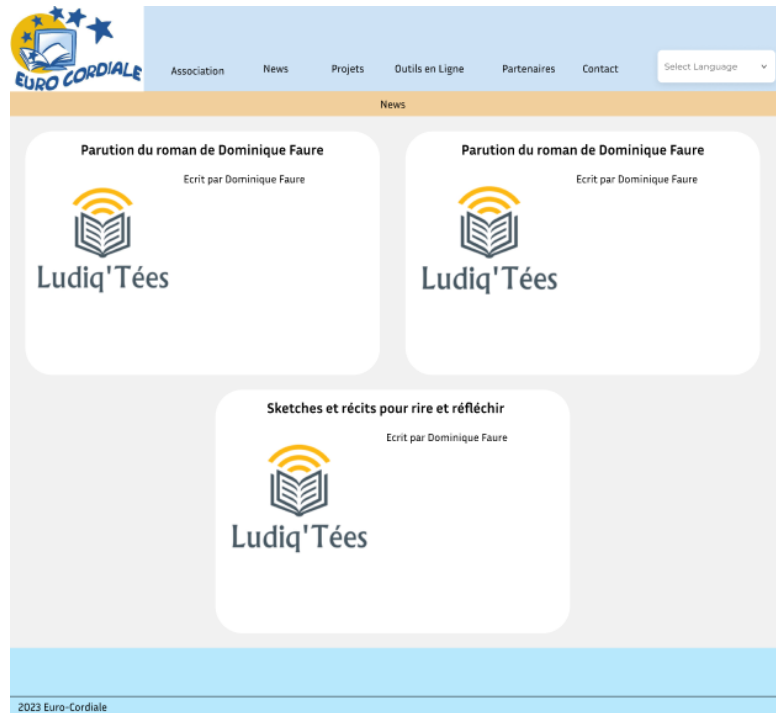 EURO CORDIALE
Association News Projets Outils en Ligne Partenaires Contact Select Language
News
Parution du roman de Dominique Faure
Ecrit par Dominique Faure
Ludiq'Tées
Parution du roman de Dominique Faure
Ecrit par Dominique Faure
Ludiq'Tées
Sketches et récits pour rire et réfléchir
Ecrit par Dominique Faure
Ludiq'Tées
2023 Euro-Cordiale